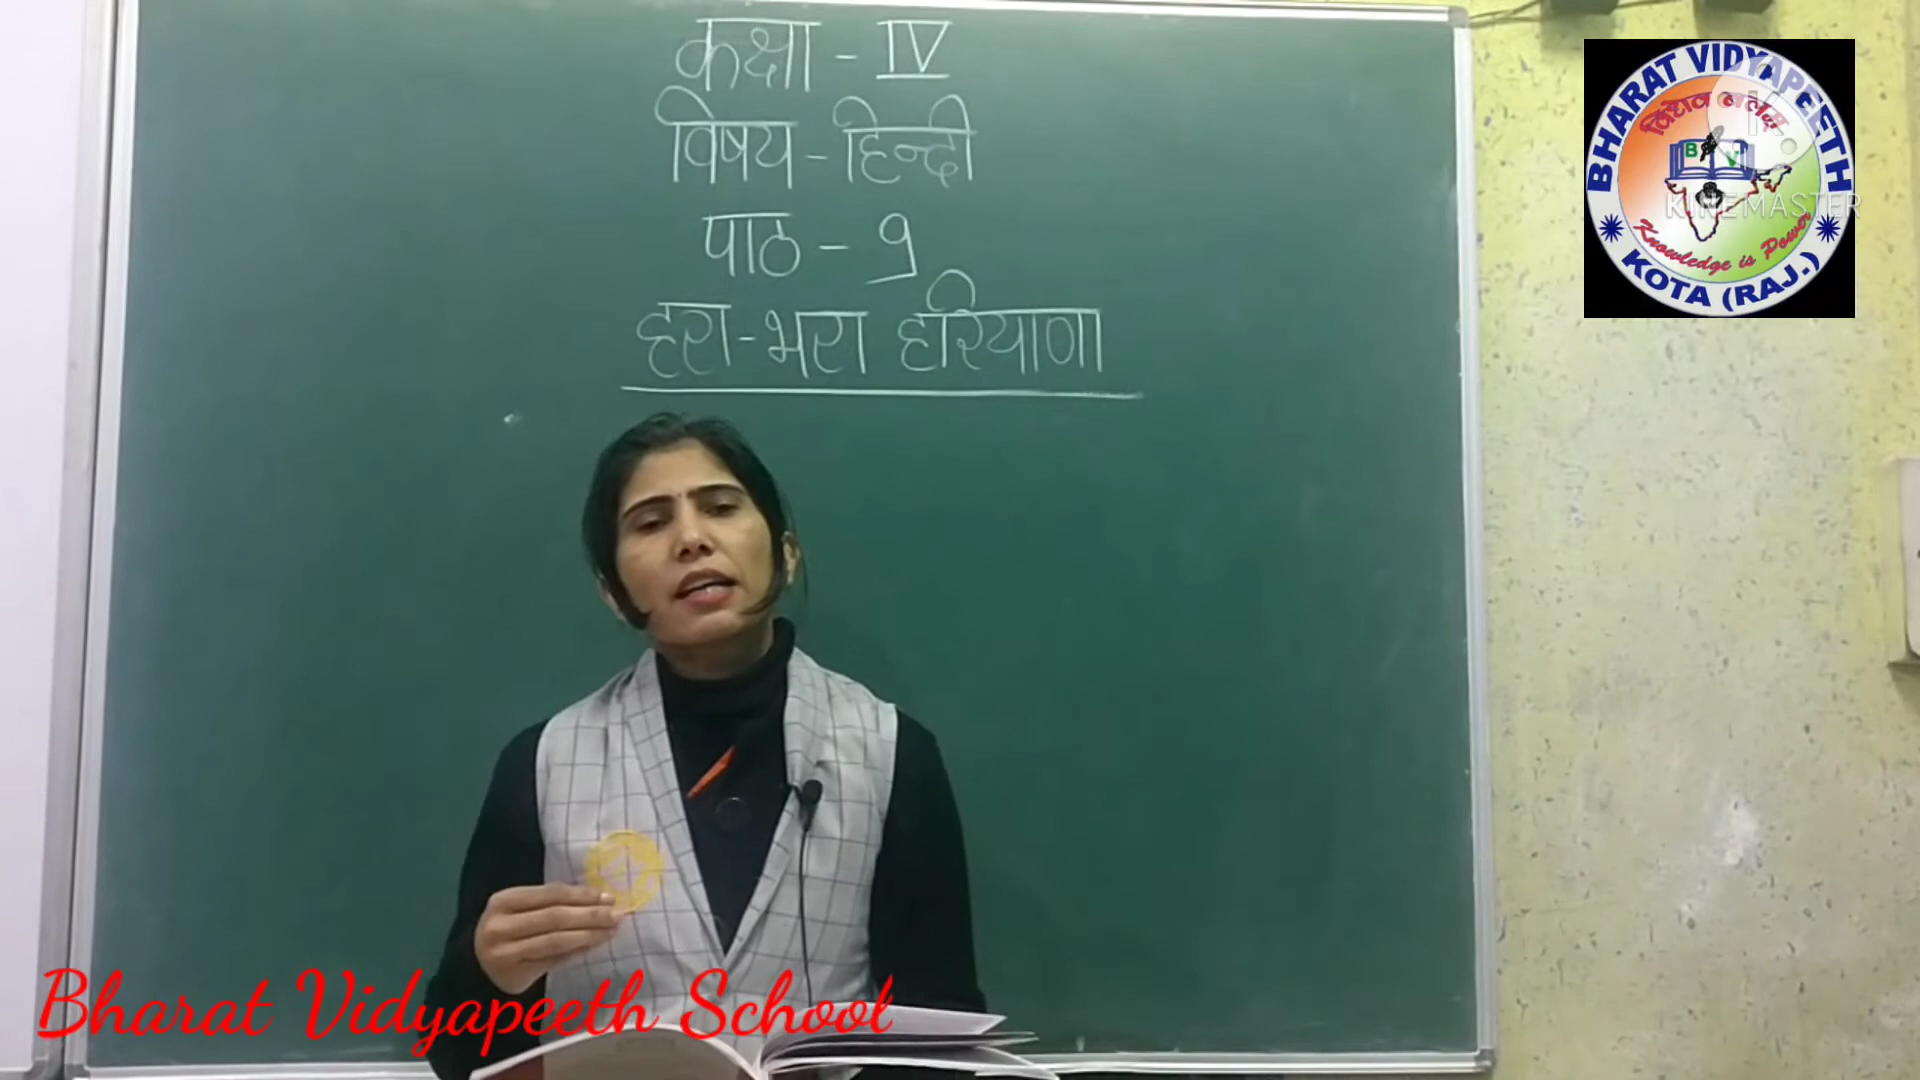 कक्षा - IV
विषय - हिन्दी
पाठ - 9
हरा-भरा हरियाणा
BHARAT VIDYAPEETH
B V
KINEMASTER
Knowledge is Power
KOTA (RAJ.)
Bharat Vidyapeeth School